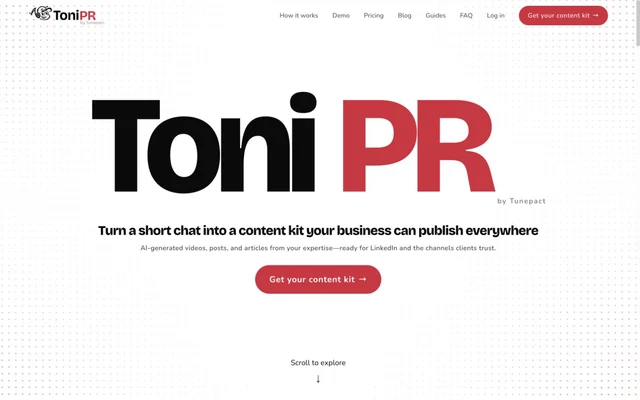 ToniPR
by Tunepact
How it works
Demo
Pricing
Blog
Guides
FAQ
Log in
Get your content kit →
Toni PR
by Tunepact
Turn a short chat into a content kit your business can publish everywhere
AI-generated videos, posts, and articles from your expertise—ready for LinkedIn and the channels clients trust.
Get your content kit →
Scroll to explore
↓